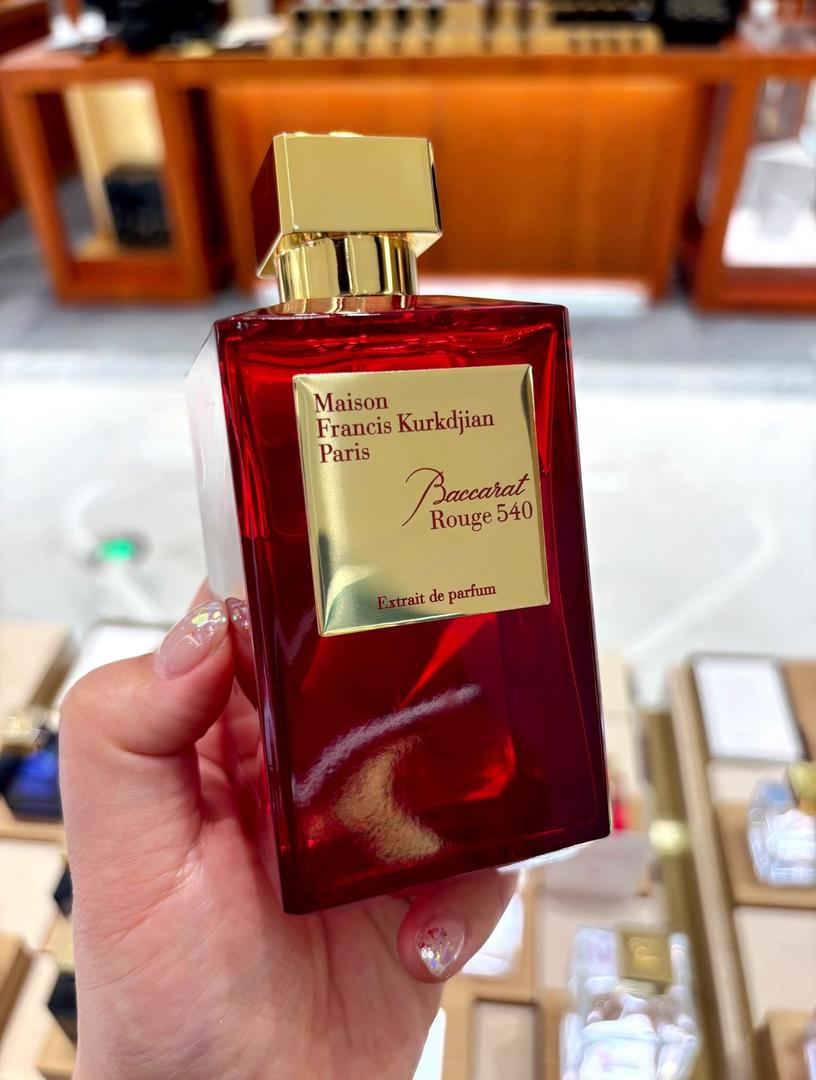 Maison
Francis Kurkdjian
Paris
Baccarat
Rouge 540
Extrait de parfum